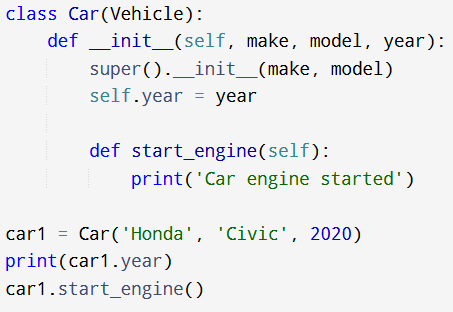 class Car(Vehicle):
    def __init__(self, make, model, year):
        super().__init__(make, model)
        self.year = year

        def start_engine(self):
            print('Car engine started')

car1 = Car('Honda', 'Civic', 2020)
print(car1.year)
car1.start_engine()